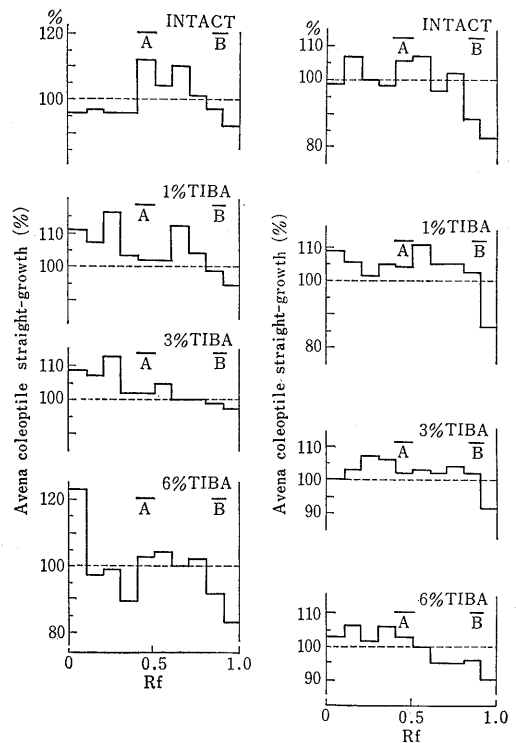 %
INTACT
120
A
B
100
1%TIBA
110
A
B
100
3%TIBA
110
A
B
100
6%TIBA
120
A
B
100
80
0
0.5
1.0
Rf
Avena coleoptile straight-growth (%)
%
INTACT
110
A
B
100
80
1%TIBA
110
A
B
100
80
3%TIBA
110
A
B
100
90
6%TIBA
110
A
B
100
90
0
0.5
1.0
Rf
Avena coleoptile straight-growth (%)